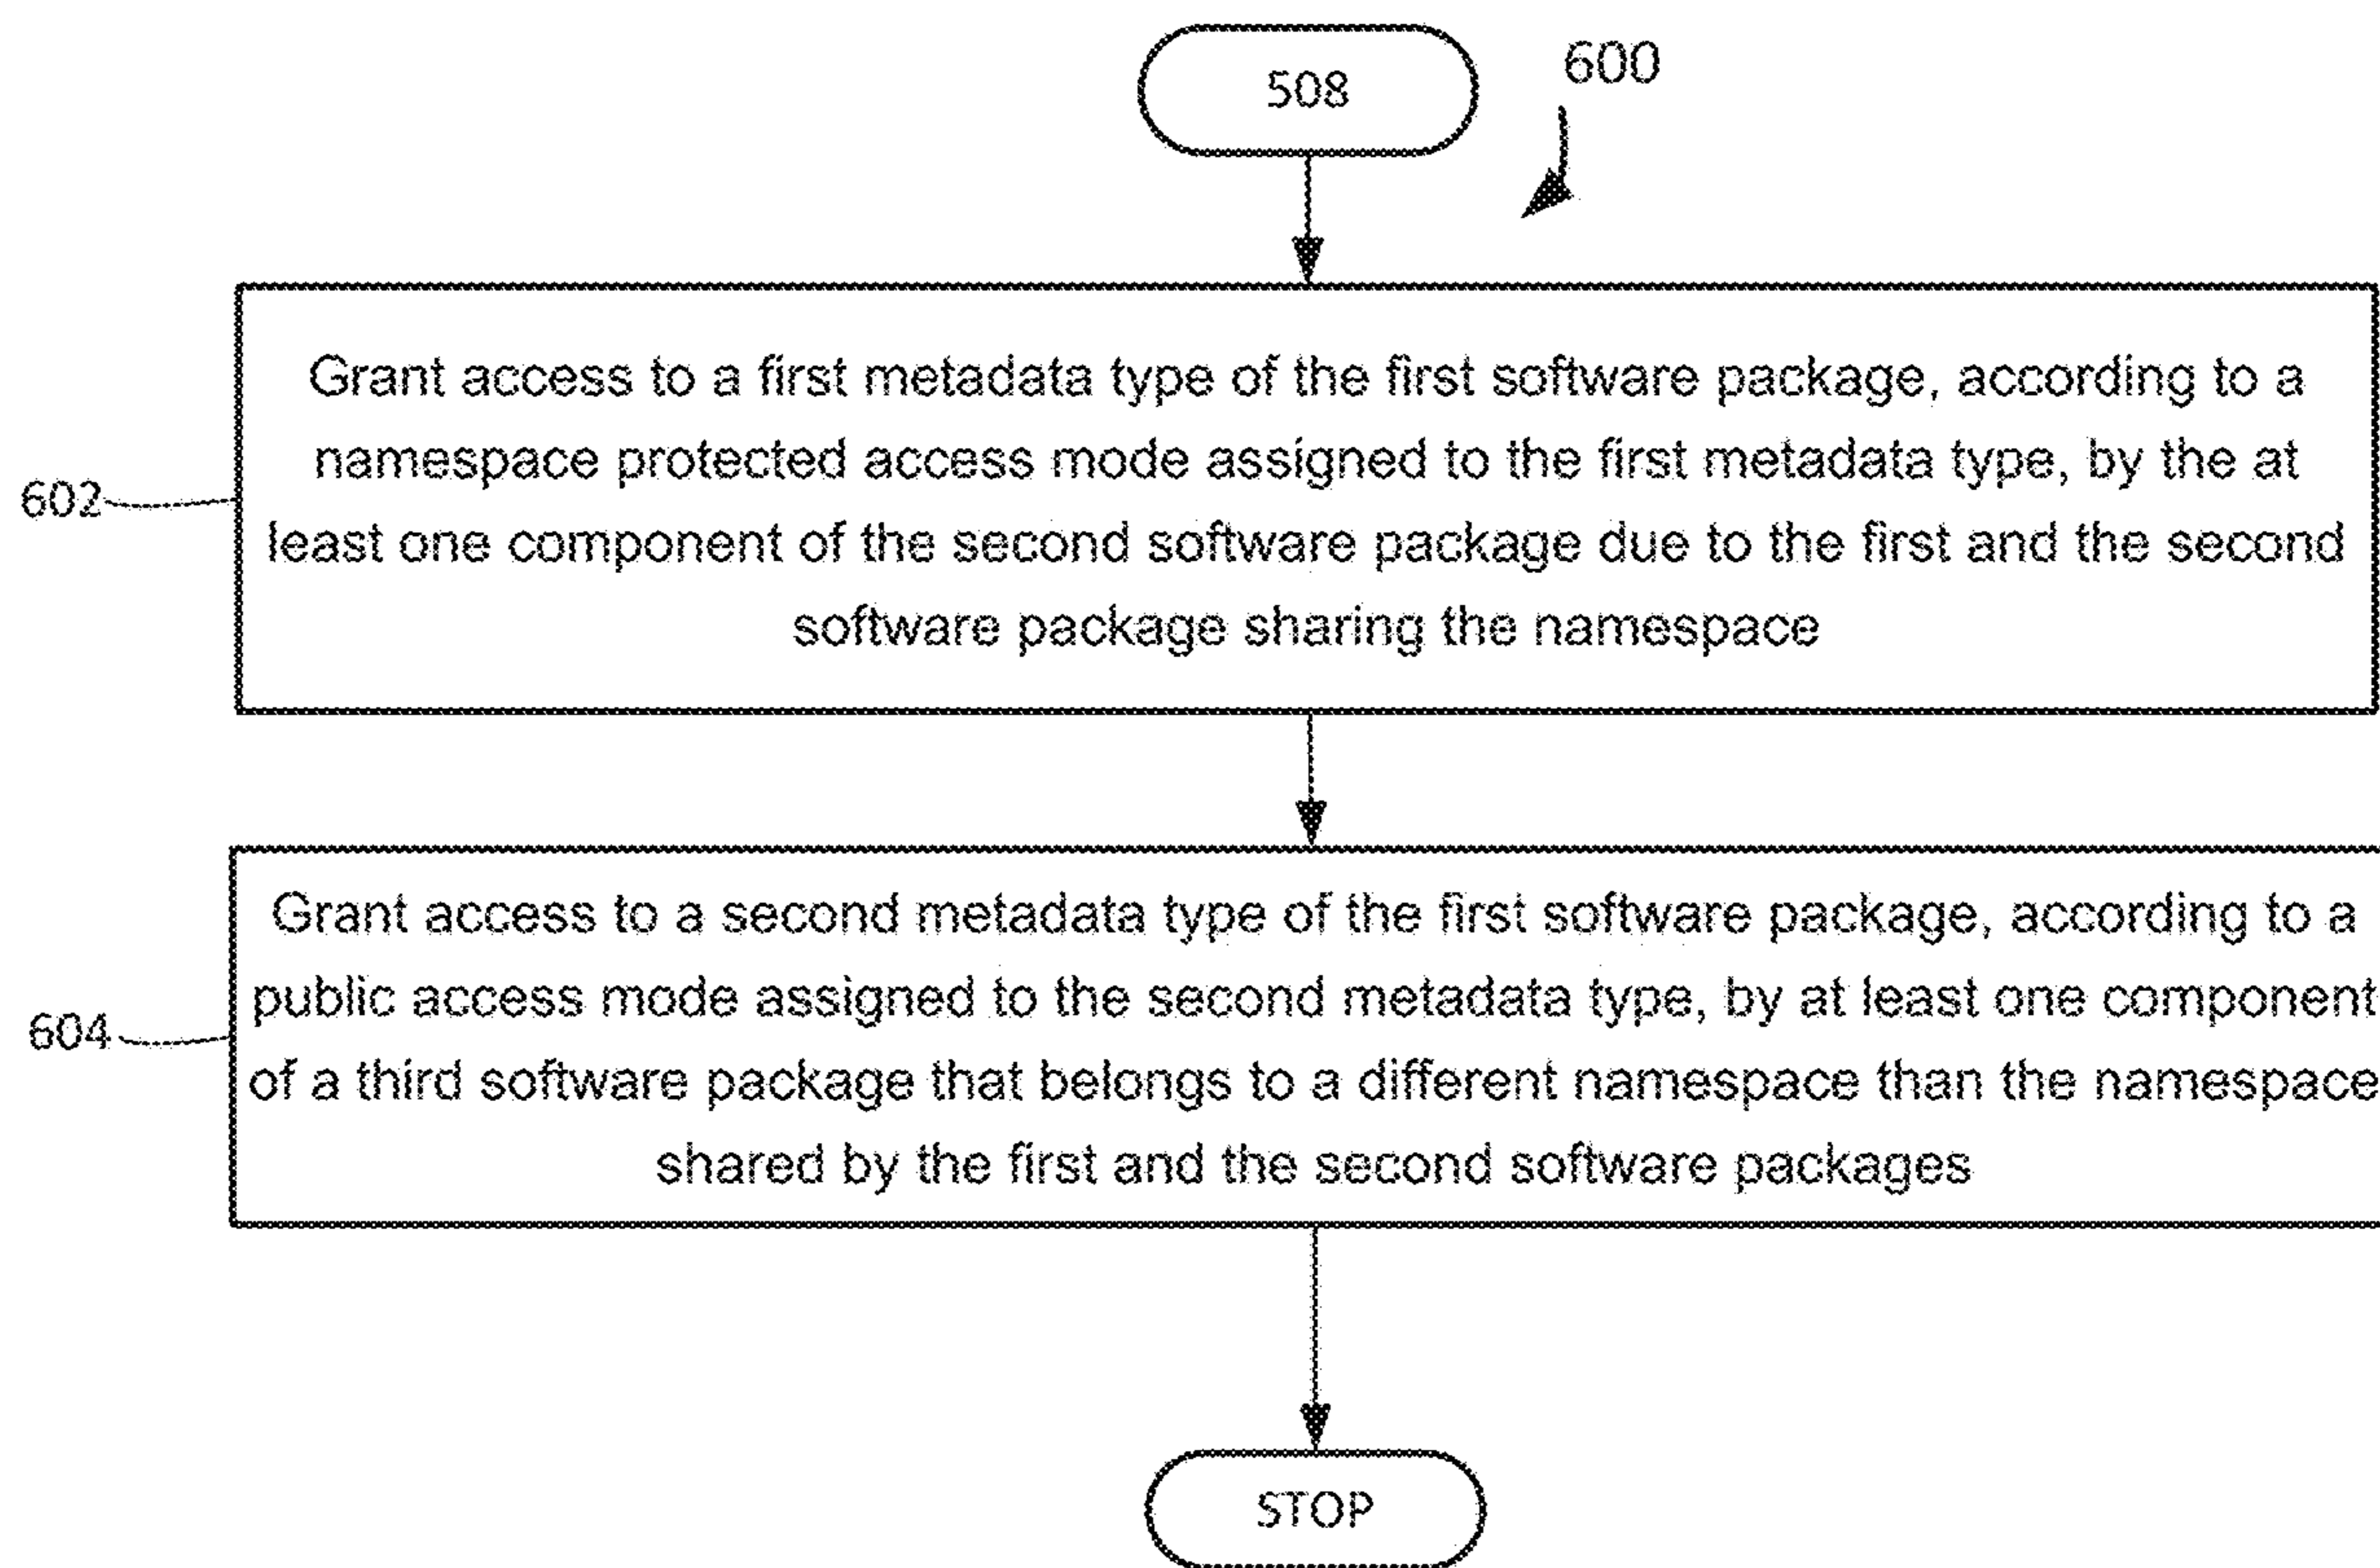 508
600
Grant access to a first metadata type of the first software package, according to a
namespace protected access mode assigned to the first metadata type, by the at
602
least one component of the second software package due to the first and the second
software package sharing the namespace
Grant access to a second metadata type of the first software package, according to a
public access mode assigned to the second metadata type, by at least one component
604
of a third software package that belongs to a different namespace than the namespace
shared by the first and the second software packages
STOP